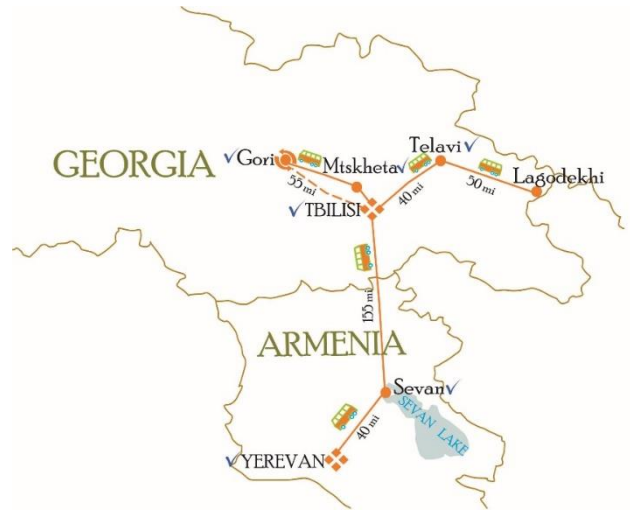 Telavi
Gori
Mtskheta
GEORGIA
Lagodekhi
55 mi
40 mi
50 mi
TBILISI
155 mi
ARMENIA
Sevan
SEVAN LAKE
40 mi
YEREVAN